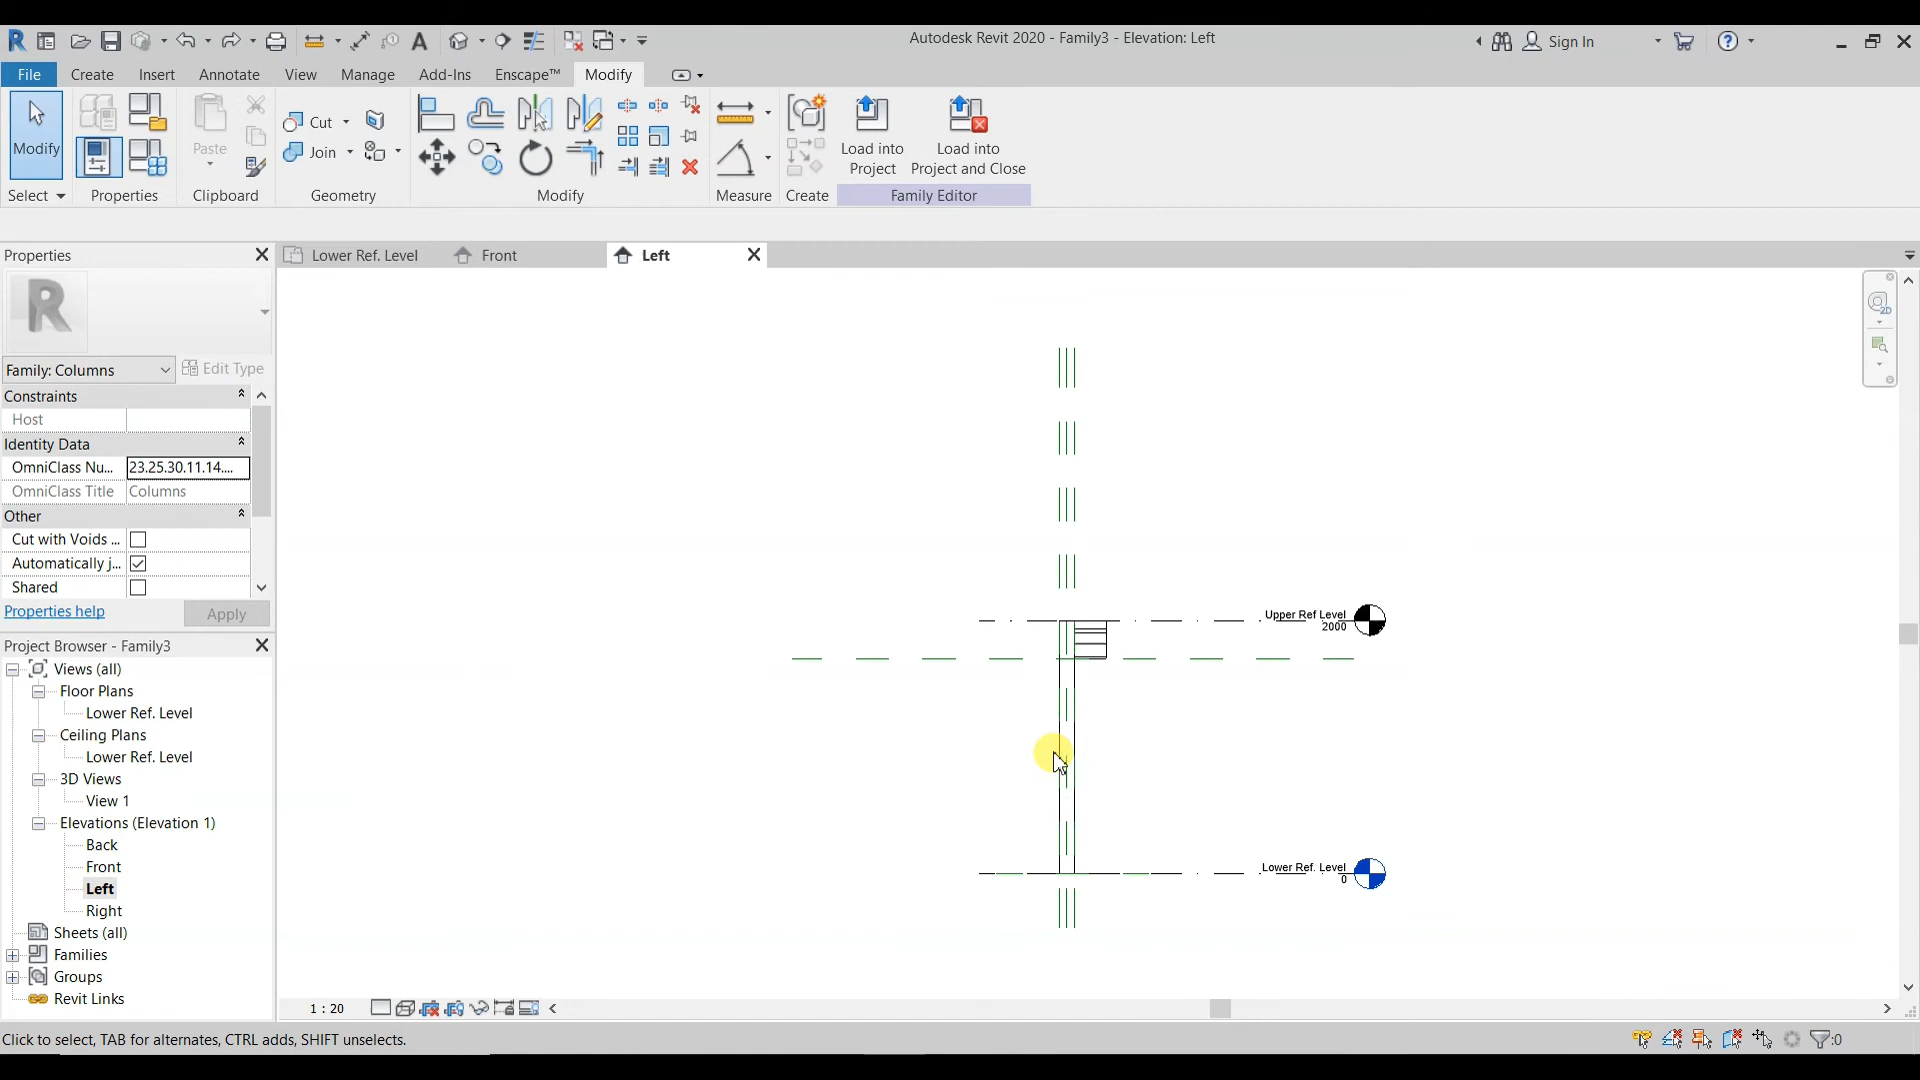 Autodesk Revit 2020 - Family3 - Elevation: Left
Sign In
File Create Insert Annotate View Manage Add-Ins Enscape™ Modify
Modify
Paste
Cut
Join
Load into Project
Load into Project and Close
Select Properties Clipboard Geometry Modify Measure Create Family Editor
Properties
Lower Ref. Level Front Left
R
Family: Columns Edit Type
Constraints
Host
Identity Data
OmniClass Nu... 23.25.30.11.14....
OmniClass Title Columns
Other
Cut with Voids ...
Automatically j...
Shared
Properties help Apply
Project Browser - Family3
Views (all)
Floor Plans
Lower Ref. Level
Ceiling Plans
Lower Ref. Level
3D Views
View 1
Elevations (Elevation 1)
Back
Front
Left
Right
Sheets (all)
Families
Groups
Revit Links
Upper Ref Level
2000
Lower Ref. Level
0
2D
1 : 20
Click to select, TAB for alternates, CTRL adds, SHIFT unselects.
:0